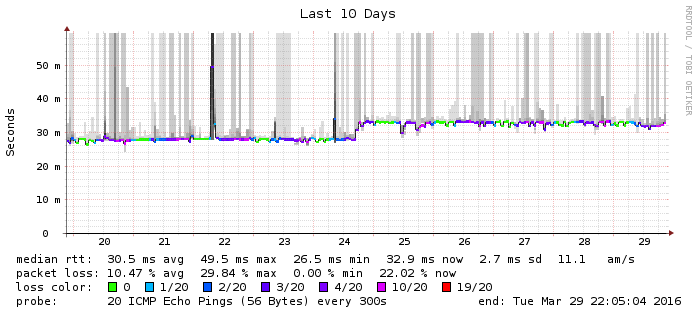 Last 10 Days
RRDTOOL / TOBI OETIKER
Seconds
50 m
40 m
30 m
20 m
10 m
0
20 21 22 23 24 25 26 27 28 29
median rtt: 30.5 ms avg 49.5 ms max 26.5 ms min 32.9 ms now 2.7 ms sd 11.1 am/s
packet loss: 10.47 % avg 29.84 % max 0.00 % min 22.02 % now
loss color: 0 1/20 2/20 3/20 4/20 10/20 19/20
probe: 20 ICMP Echo Pings (56 Bytes) every 300s end: Tue Mar 29 22:05:04 2016